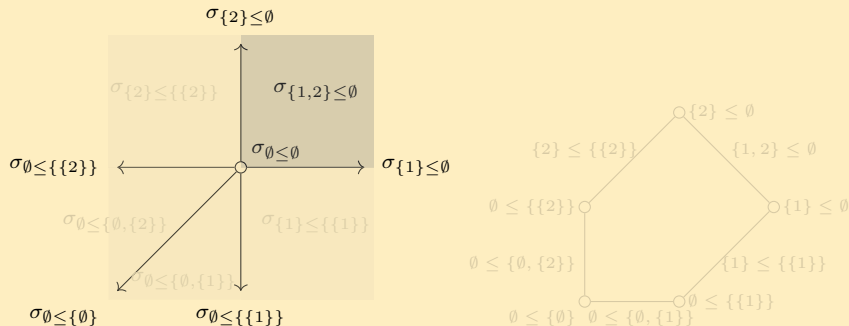 σ_{{2}≤∅}
σ_{{2}≤{{2}}}
σ_{{1,2}≤∅}
{2} ≤ ∅
σ_{∅≤∅}
{2} ≤ {{2}}
{1, 2} ≤ ∅
σ_{∅≤{{2}}}
σ_{{1}≤∅}
∅ ≤ {{2}}
{1} ≤ ∅
σ_{∅≤{∅,{2}}}
σ_{{1}≤{{1}}}
∅ ≤ {∅, {2}}
{1} ≤ {{1}}
σ_{∅≤{∅,{1}}}
∅ ≤ {{1}}
σ_{∅≤{∅}}
σ_{∅≤{{1}}}
∅ ≤ {∅}
∅ ≤ {∅, {1}}